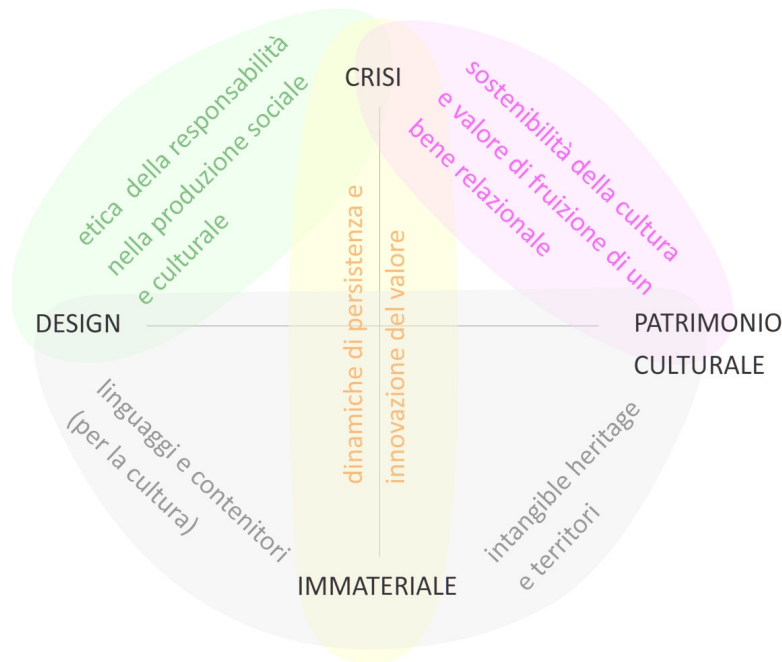 CRISI
etica della responsabilità
nella produzione sociale
e culturale
sostenibilità della cultura
e valore di fruizione di un
bene relazionale
dinamiche di persistenza e
innovazione del valore
DESIGN
PATRIMONIO
CULTURALE
linguaggi e contenitori
(per la cultura)
intangible heritage
e territori
IMMATERIALE